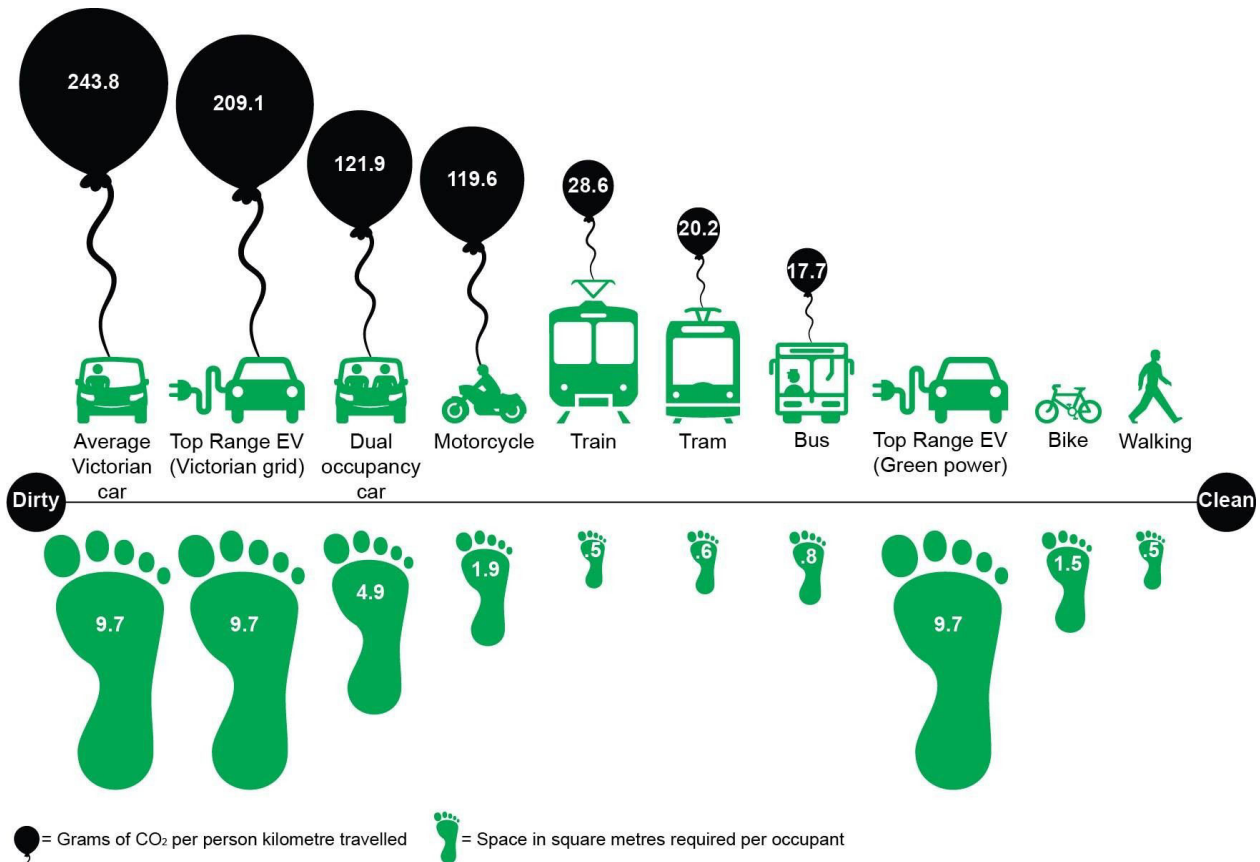 243.8
209.1
121.9
119.6
28.6
20.2
17.7
Average
Victorian
car
Top Range EV
(Victorian grid)
Dual
occupancy
car
Motorcycle
Train
Tram
Bus
Top Range EV
(Green power)
Bike
Walking
Dirty
Clean
9.7
9.7
4.9
1.9
.5
.6
.8
9.7
1.5
.5
= Grams of CO₂ per person kilometre travelled
= Space in square metres required per occupant